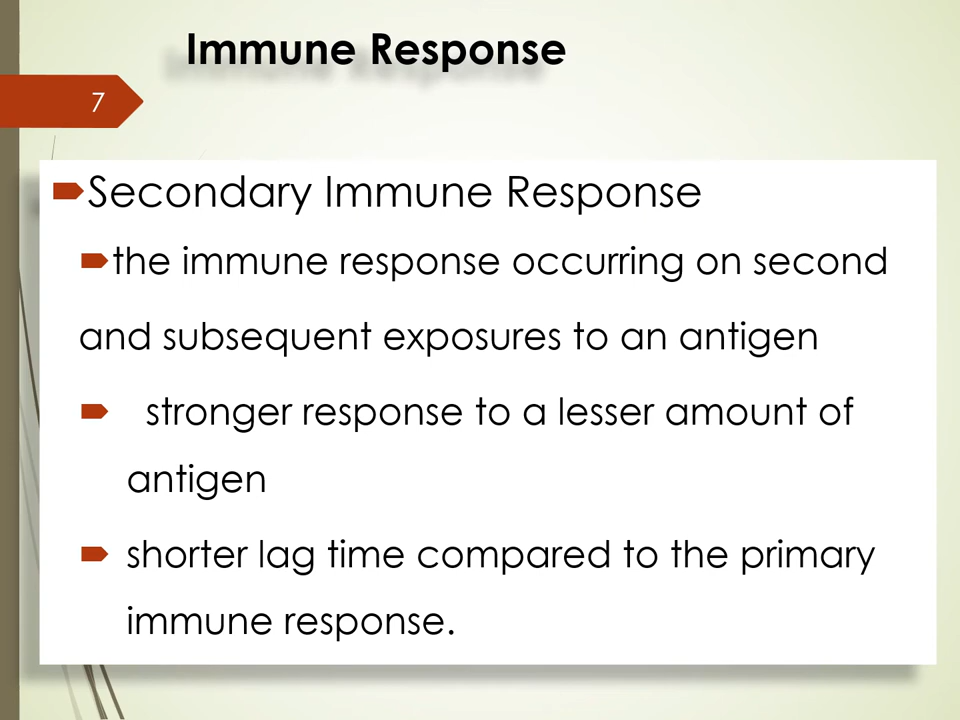 Immune Response
7
Secondary Immune Response
the immune response occurring on second
and subsequent exposures to an antigen
stronger response to a lesser amount of
antigen
shorter lag time compared to the primary
immune response.